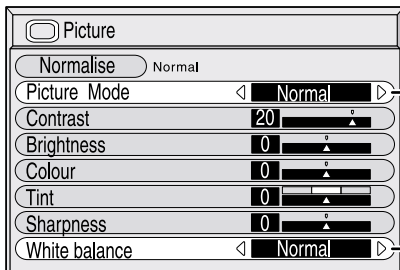 Picture
Normalise Normal
Picture Mode Normal
Contrast 20
Brightness 0
Colour 0
Tint 0
Sharpness 0
White balance Normal